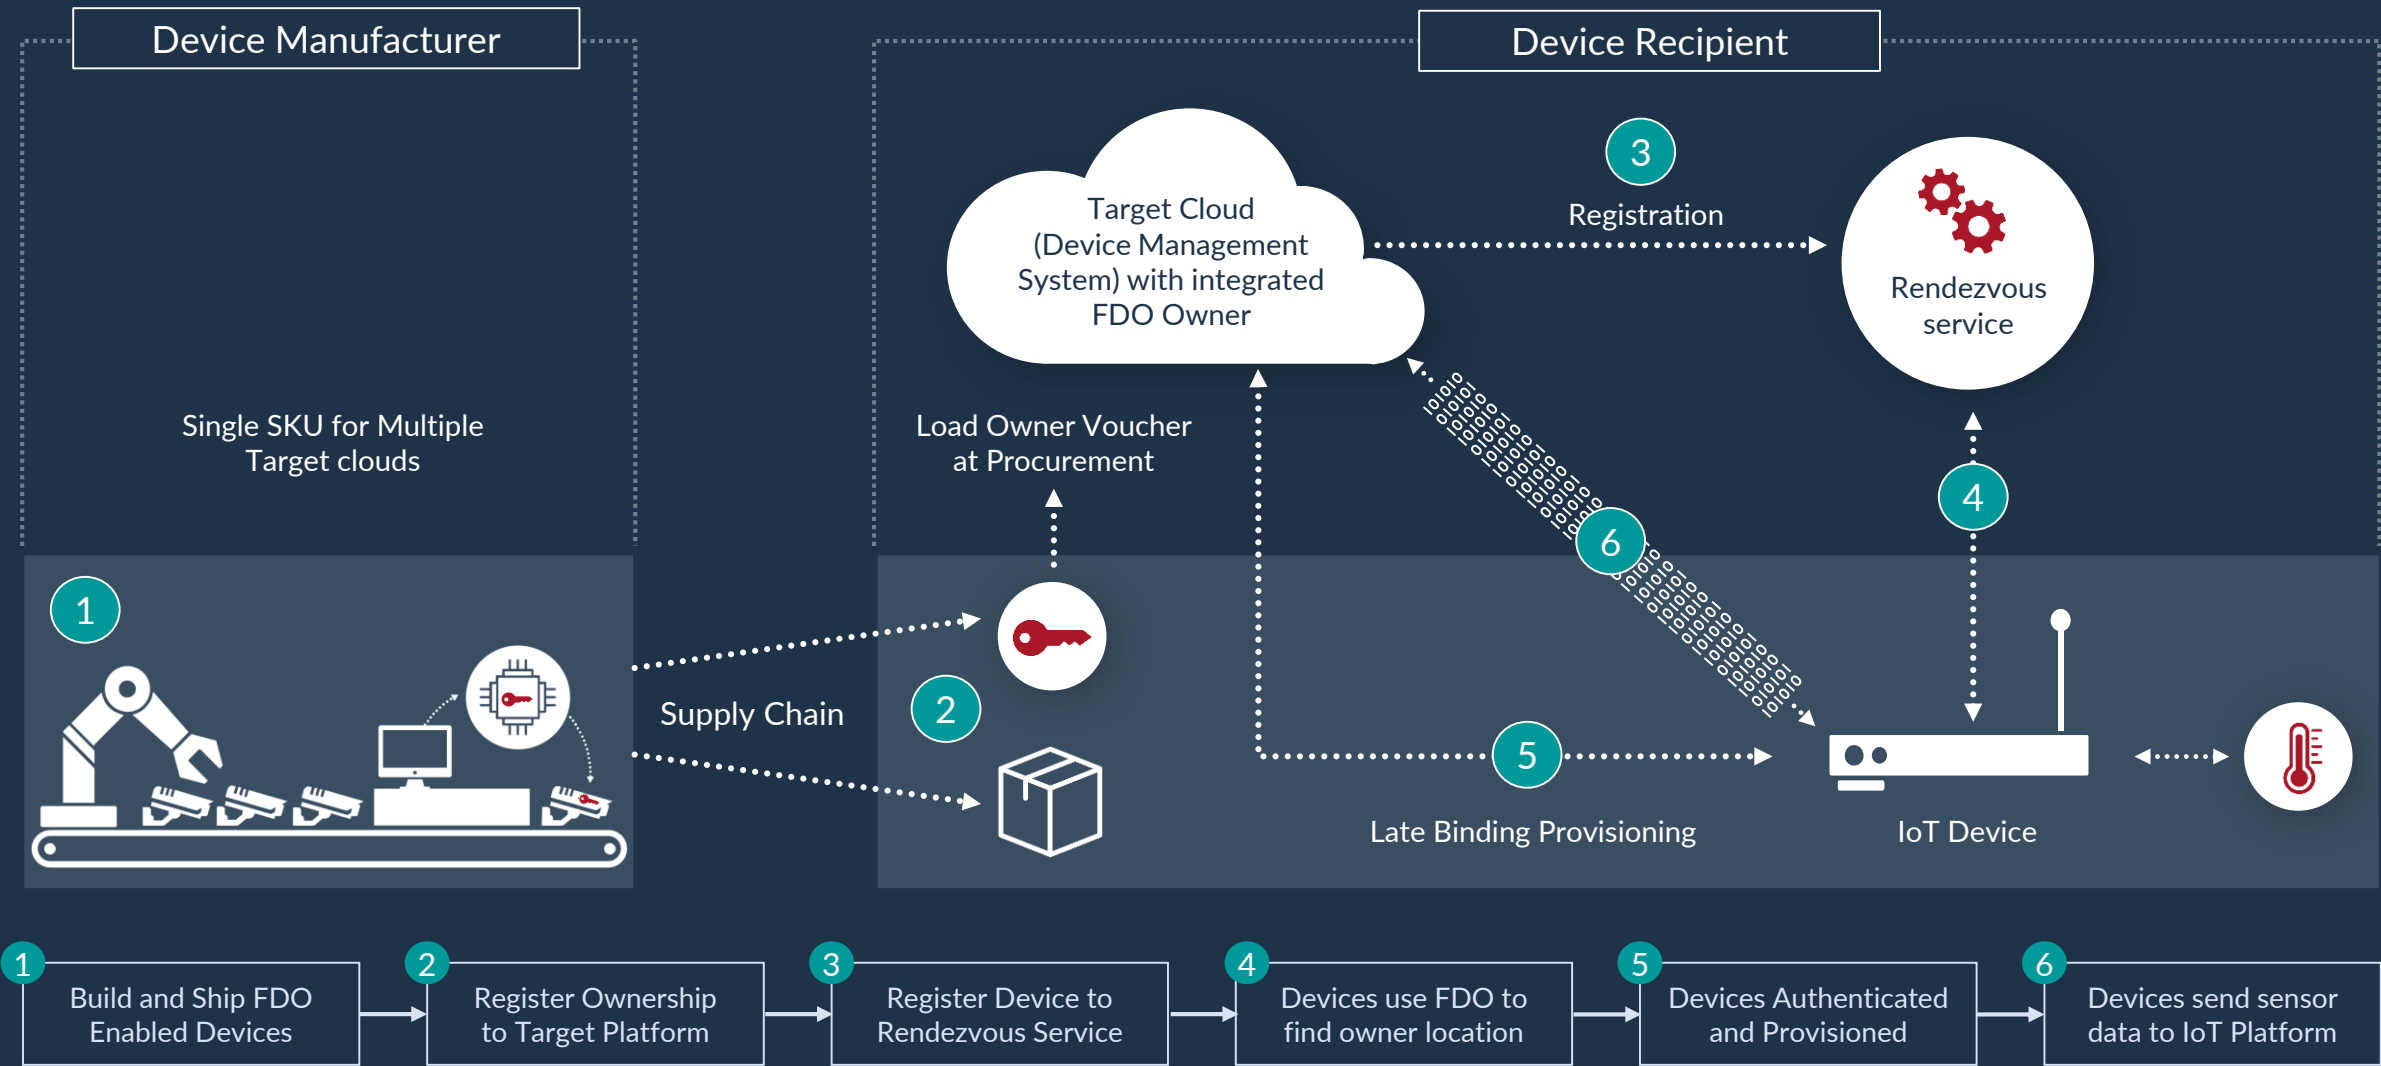 Device Manufacturer
Device Recipient
3
Registration
Target Cloud
(Device Management
System) with integrated
FDO Owner
Rendezvous
service
Single SKU for Multiple
Target clouds
Load Owner Voucher
at Procurement
4
6
1
Supply Chain
2
5
Late Binding Provisioning
IoT Device
1
Build and Ship FDO
Enabled Devices
2
Register Ownership
to Target Platform
3
Register Device to
Rendezvous Service
4
Devices use FDO to
find owner location
5
Devices Authenticated
and Provisioned
6
Devices send sensor
data to IoT Platform